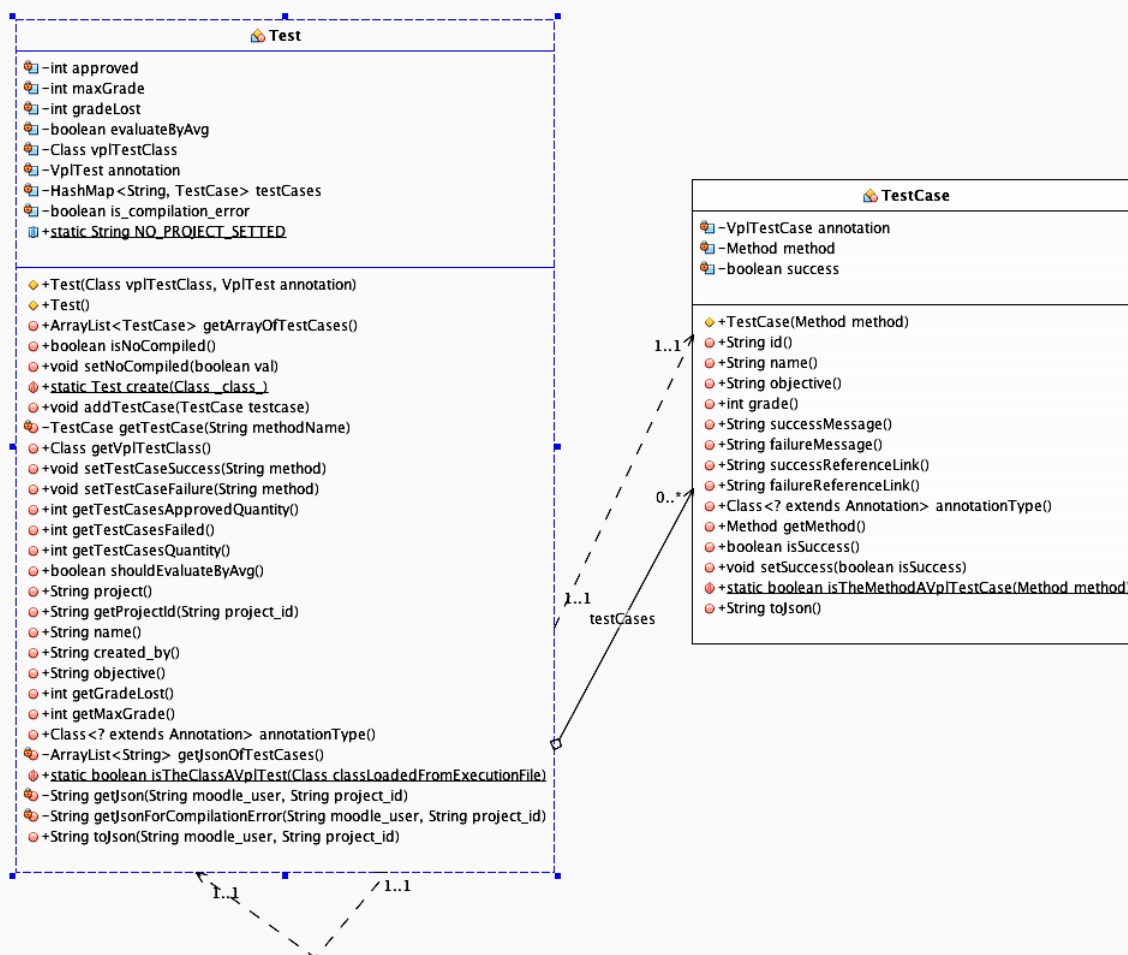 Test
-int approved
-int maxGrade
-int gradeLost
-boolean evaluateByAvg
-Class vplTestClass
-VplTest annotation
-HashMap<String, TestCase> testCases
-boolean is_compilation_error
+static String NO_PROJECT_SETTED
+Test(Class vplTestClass, VplTest annotation)
+Test()
+ArrayList<TestCase> getArrayOfTestCases()
+boolean isNoCompiled()
+void setNoCompiled(boolean val)
+static Test create(Class _class_)
+void addTestCase(TestCase testcase)
-TestCase getTestCase(String methodName)
+Class getVplTestClass()
+void setTestCaseSuccess(String method)
+void setTestCaseFailure(String method)
+int getTestCasesApprovedQuantity()
+int getTestCasesFailed()
+int getTestCasesQuantity()
+boolean shouldEvaluateByAvg()
+String project()
+String getProjectId(String project_id)
+String name()
+String created_by()
+String objective()
+int getGradeLost()
+int getMaxGrade()
+Class<? extends Annotation> annotationType()
-ArrayList<String> getJsonOfTestCases()
+static boolean isTheClassAVplTest(Class classLoadedFromExecutionFile)
-String getJson(String moodle_user, String project_id)
-String getJsonForCompilationError(String moodle_user, String project_id)
+String toJson(String moodle_user, String project_id)
1..1
1..1
1..1
0..*
1..1
testCases
TestCase
-VplTestCase annotation
-Method method
-boolean success
+TestCase(Method method)
+String id()
+String name()
+String objective()
+int grade()
+String successMessage()
+String failureMessage()
+String successReferenceLink()
+String failureReferenceLink()
+Class<? extends Annotation> annotationType()
+Method getMethod()
+boolean isSuccess()
+void setSuccess(boolean isSuccess)
+static boolean isTheMethodAVplTestCase(Method method)
+String toJson()